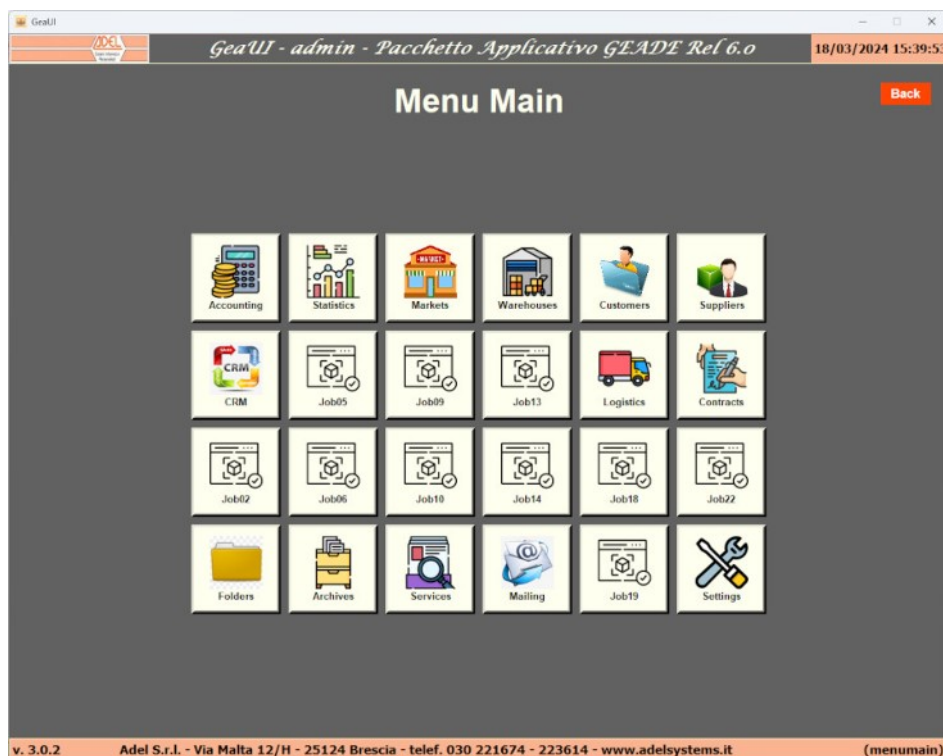 GeaUI
ADEL
GeaUI - admin - Pacchetto Applicativo GEADE Rel 6.0
18/03/2024 15:39:53
Menu Main
Back
Accounting
Statistics
MARKET
Markets
Warehouses
Customers
Suppliers
CRM
CRM
Job05
Job09
Job13
Logistics
Contracts
Job02
Job06
Job10
Job14
Job18
Job22
Folders
Archives
Services
@
Mailing
Job19
Settings
v. 3.0.2
Adel S.r.l. - Via Malta 12/H - 25124 Brescia - telef. 030 221674 - 223614 - www.adelsystems.it
(menumain)